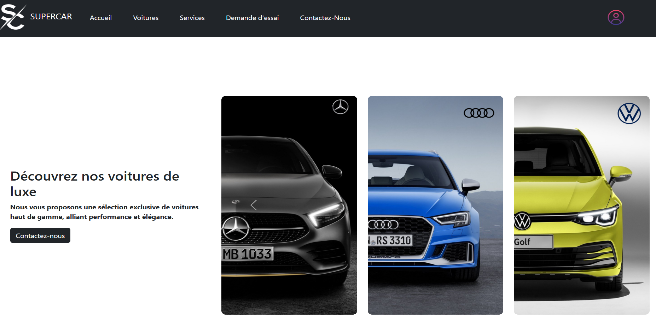 SC SUPERCAR Accueil Voitures Services Demande d'essai Contactez-Nous
Découvrez nos voitures de
luxe
Nous vous proposons une sélection exclusive de voitures
haut de gamme, alliant performance et élégance.
Contactez-nous
MB 1033
RS 3310
Golf